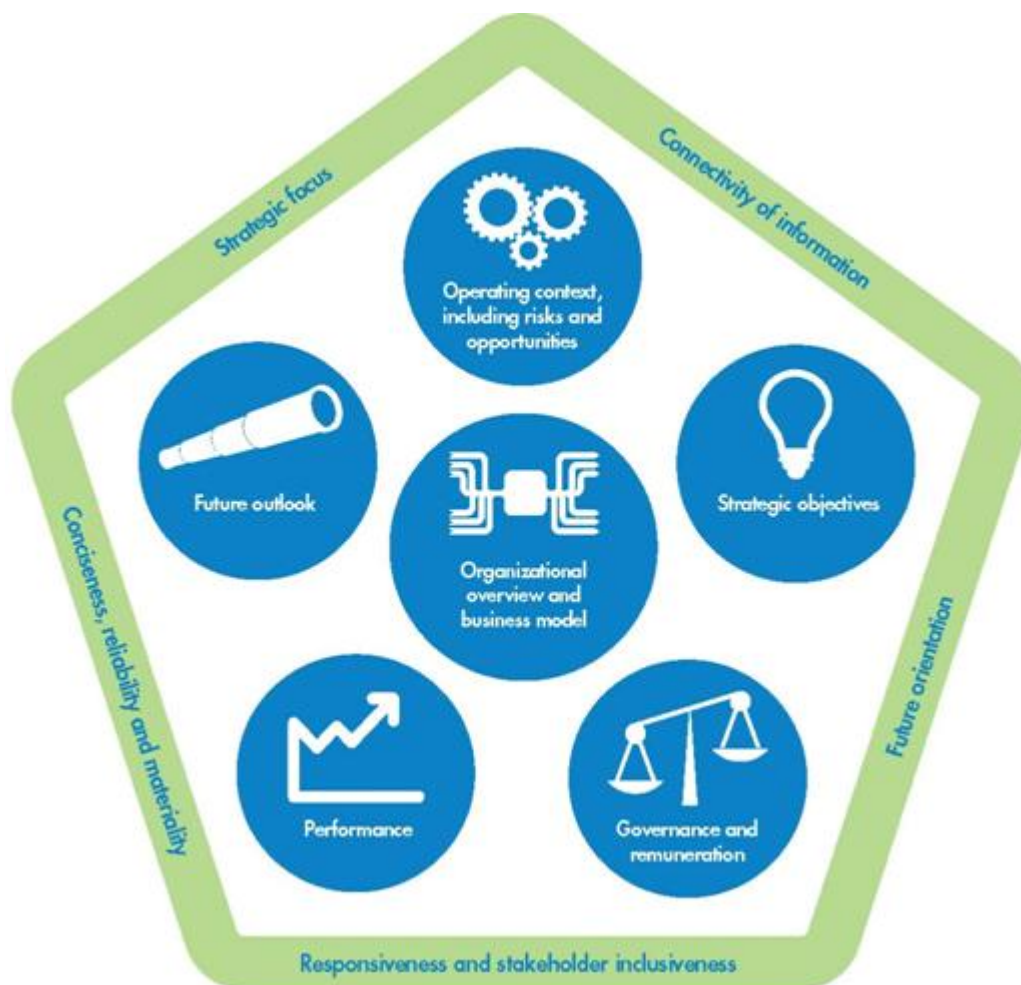 Strategic focus
Connectivity of information
Operating context,
including risks and
opportunities
Future outlook
Strategic objectives
Organizational
overview and
business model
Conciseness, reliability and materiality
Future orientation
Performance
Governance and
remuneration
Responsiveness and stakeholder inclusiveness